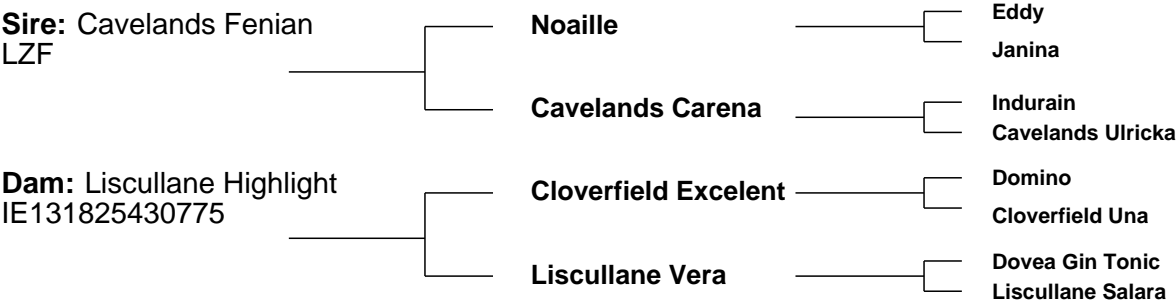 Sire: Cavelands Fenian
LZF
Noaille
Eddy
Janina
Cavelands Carena
Indurain
Cavelands Ulricka
Dam: Liscullane Highlight
IE131825430775
Cloverfield Excelent
Domino
Cloverfield Una
Liscullane Vera
Dovea Gin Tonic
Liscullane Salara